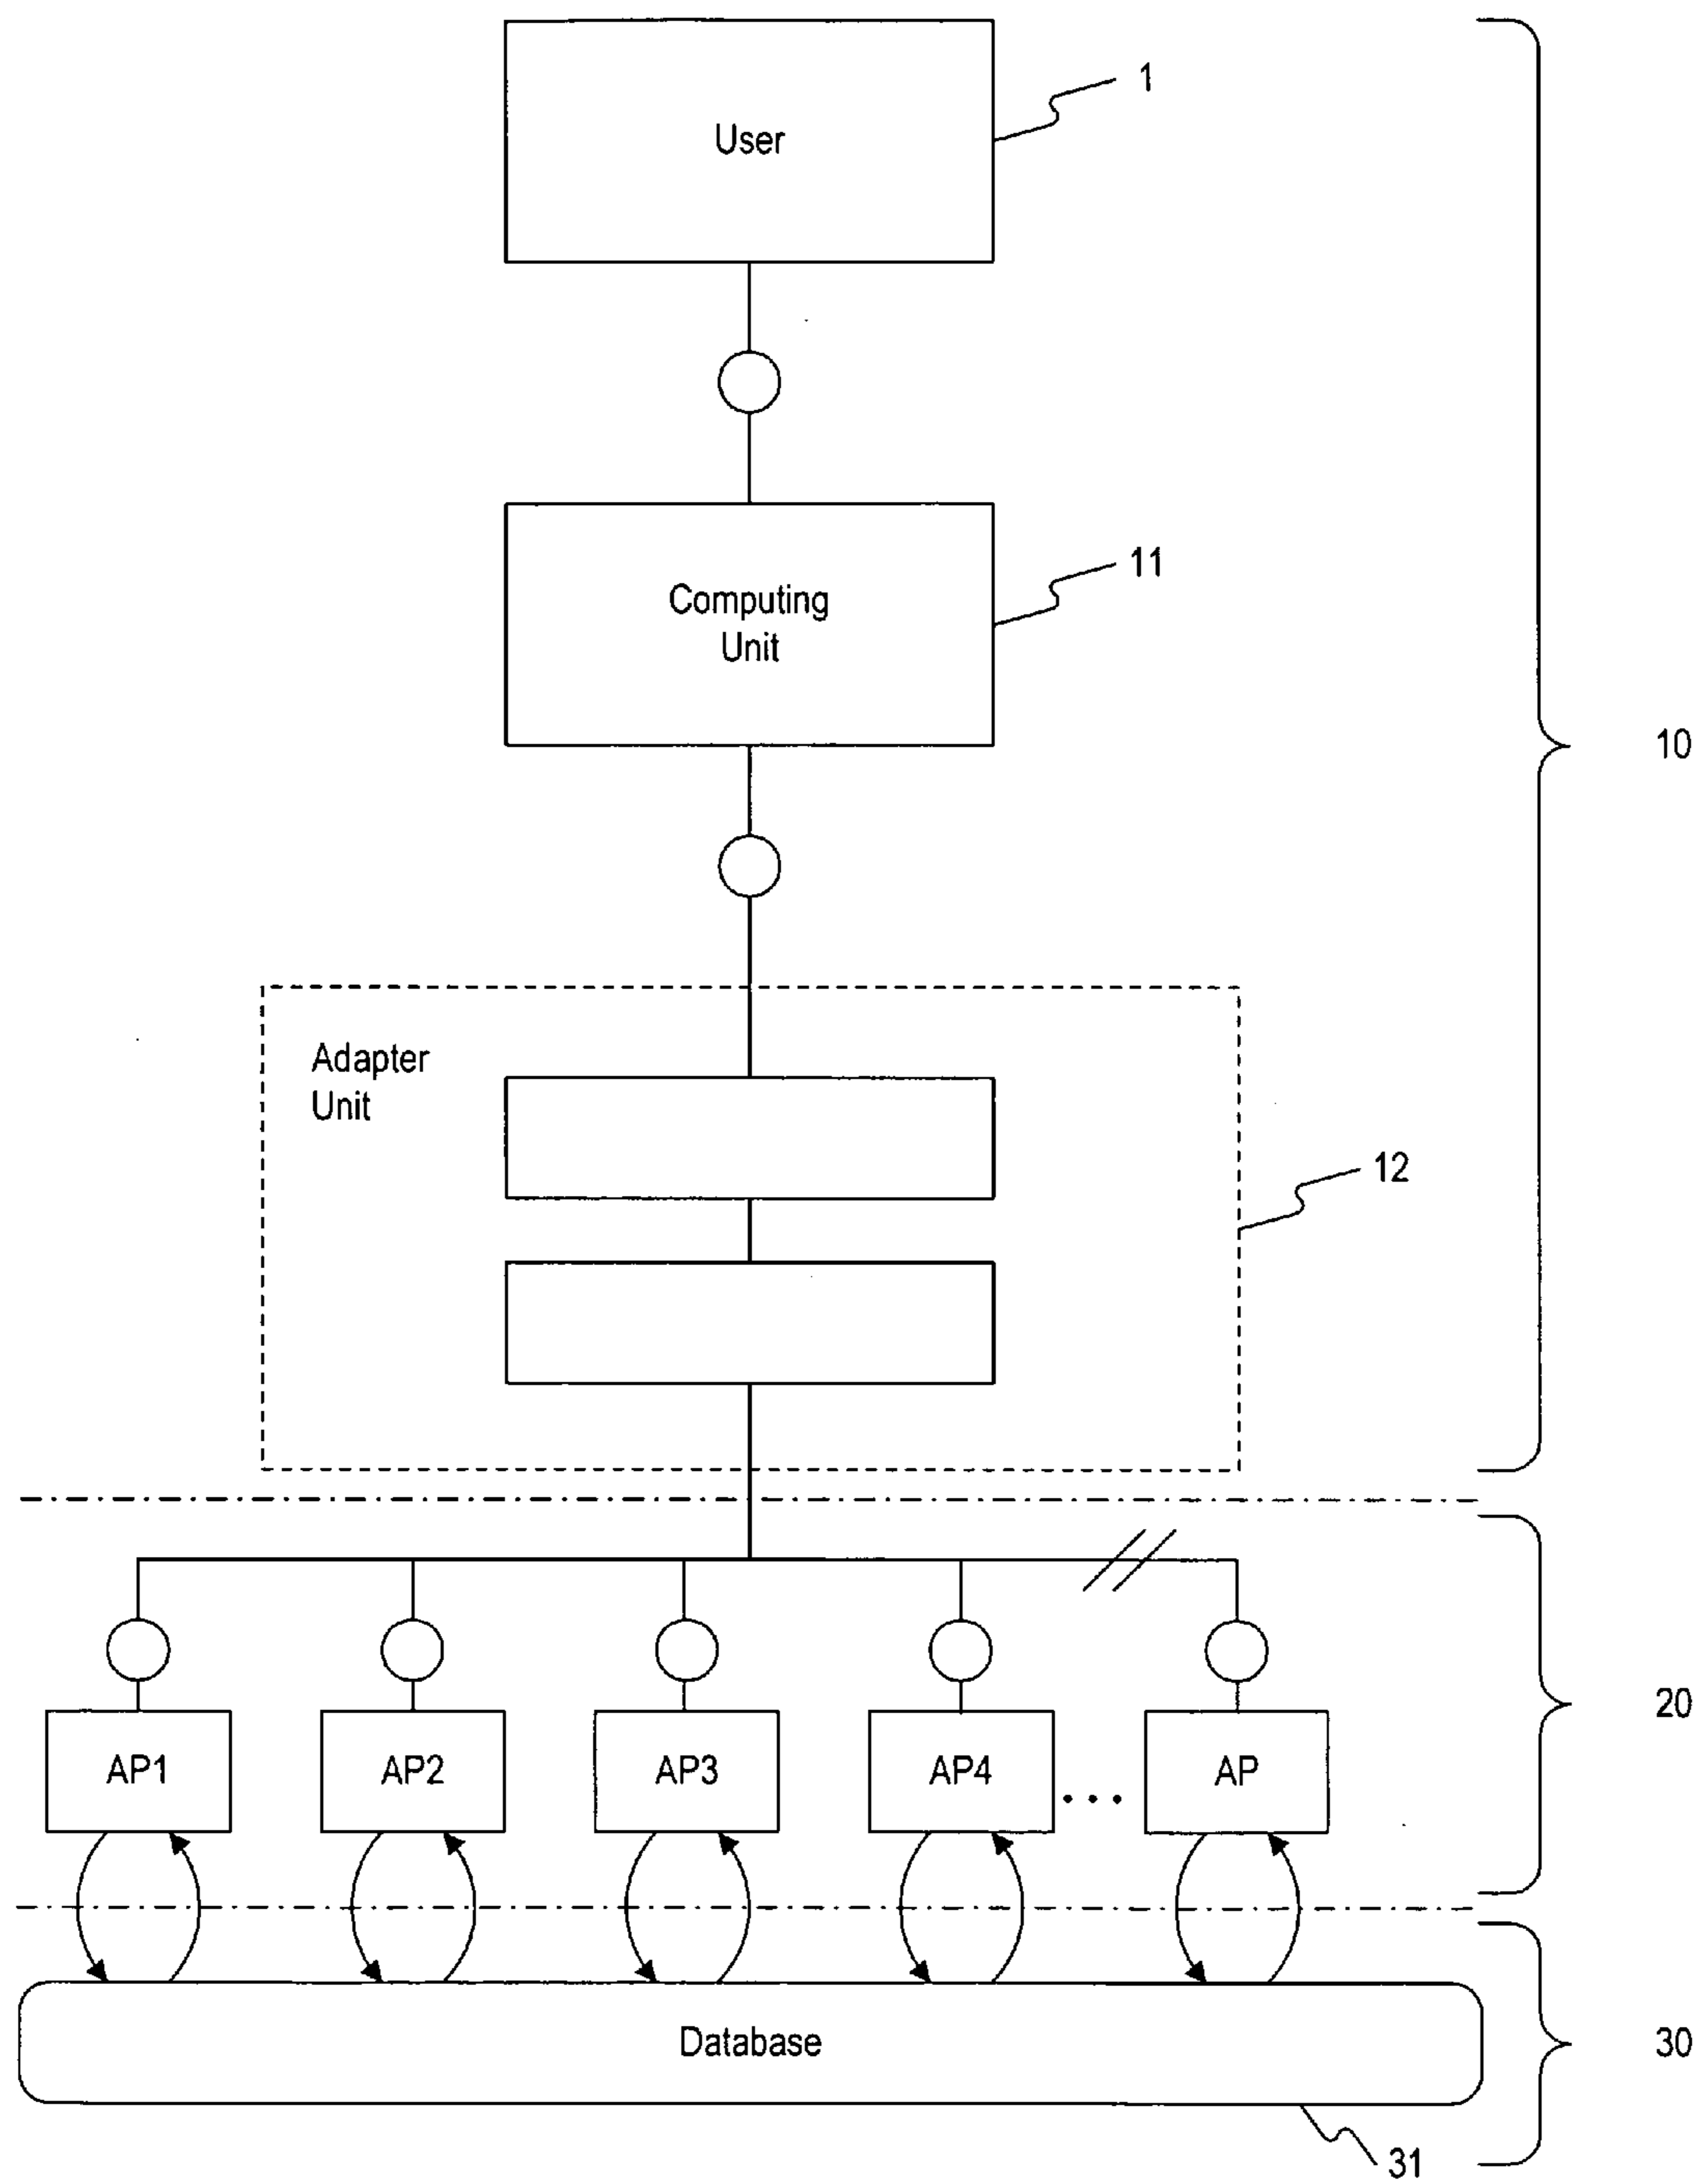 User
1
Computing
Unit
11
10
Adapter
Unit
12
AP1
AP2
AP3
AP4
...
AP
20
Database
30
31